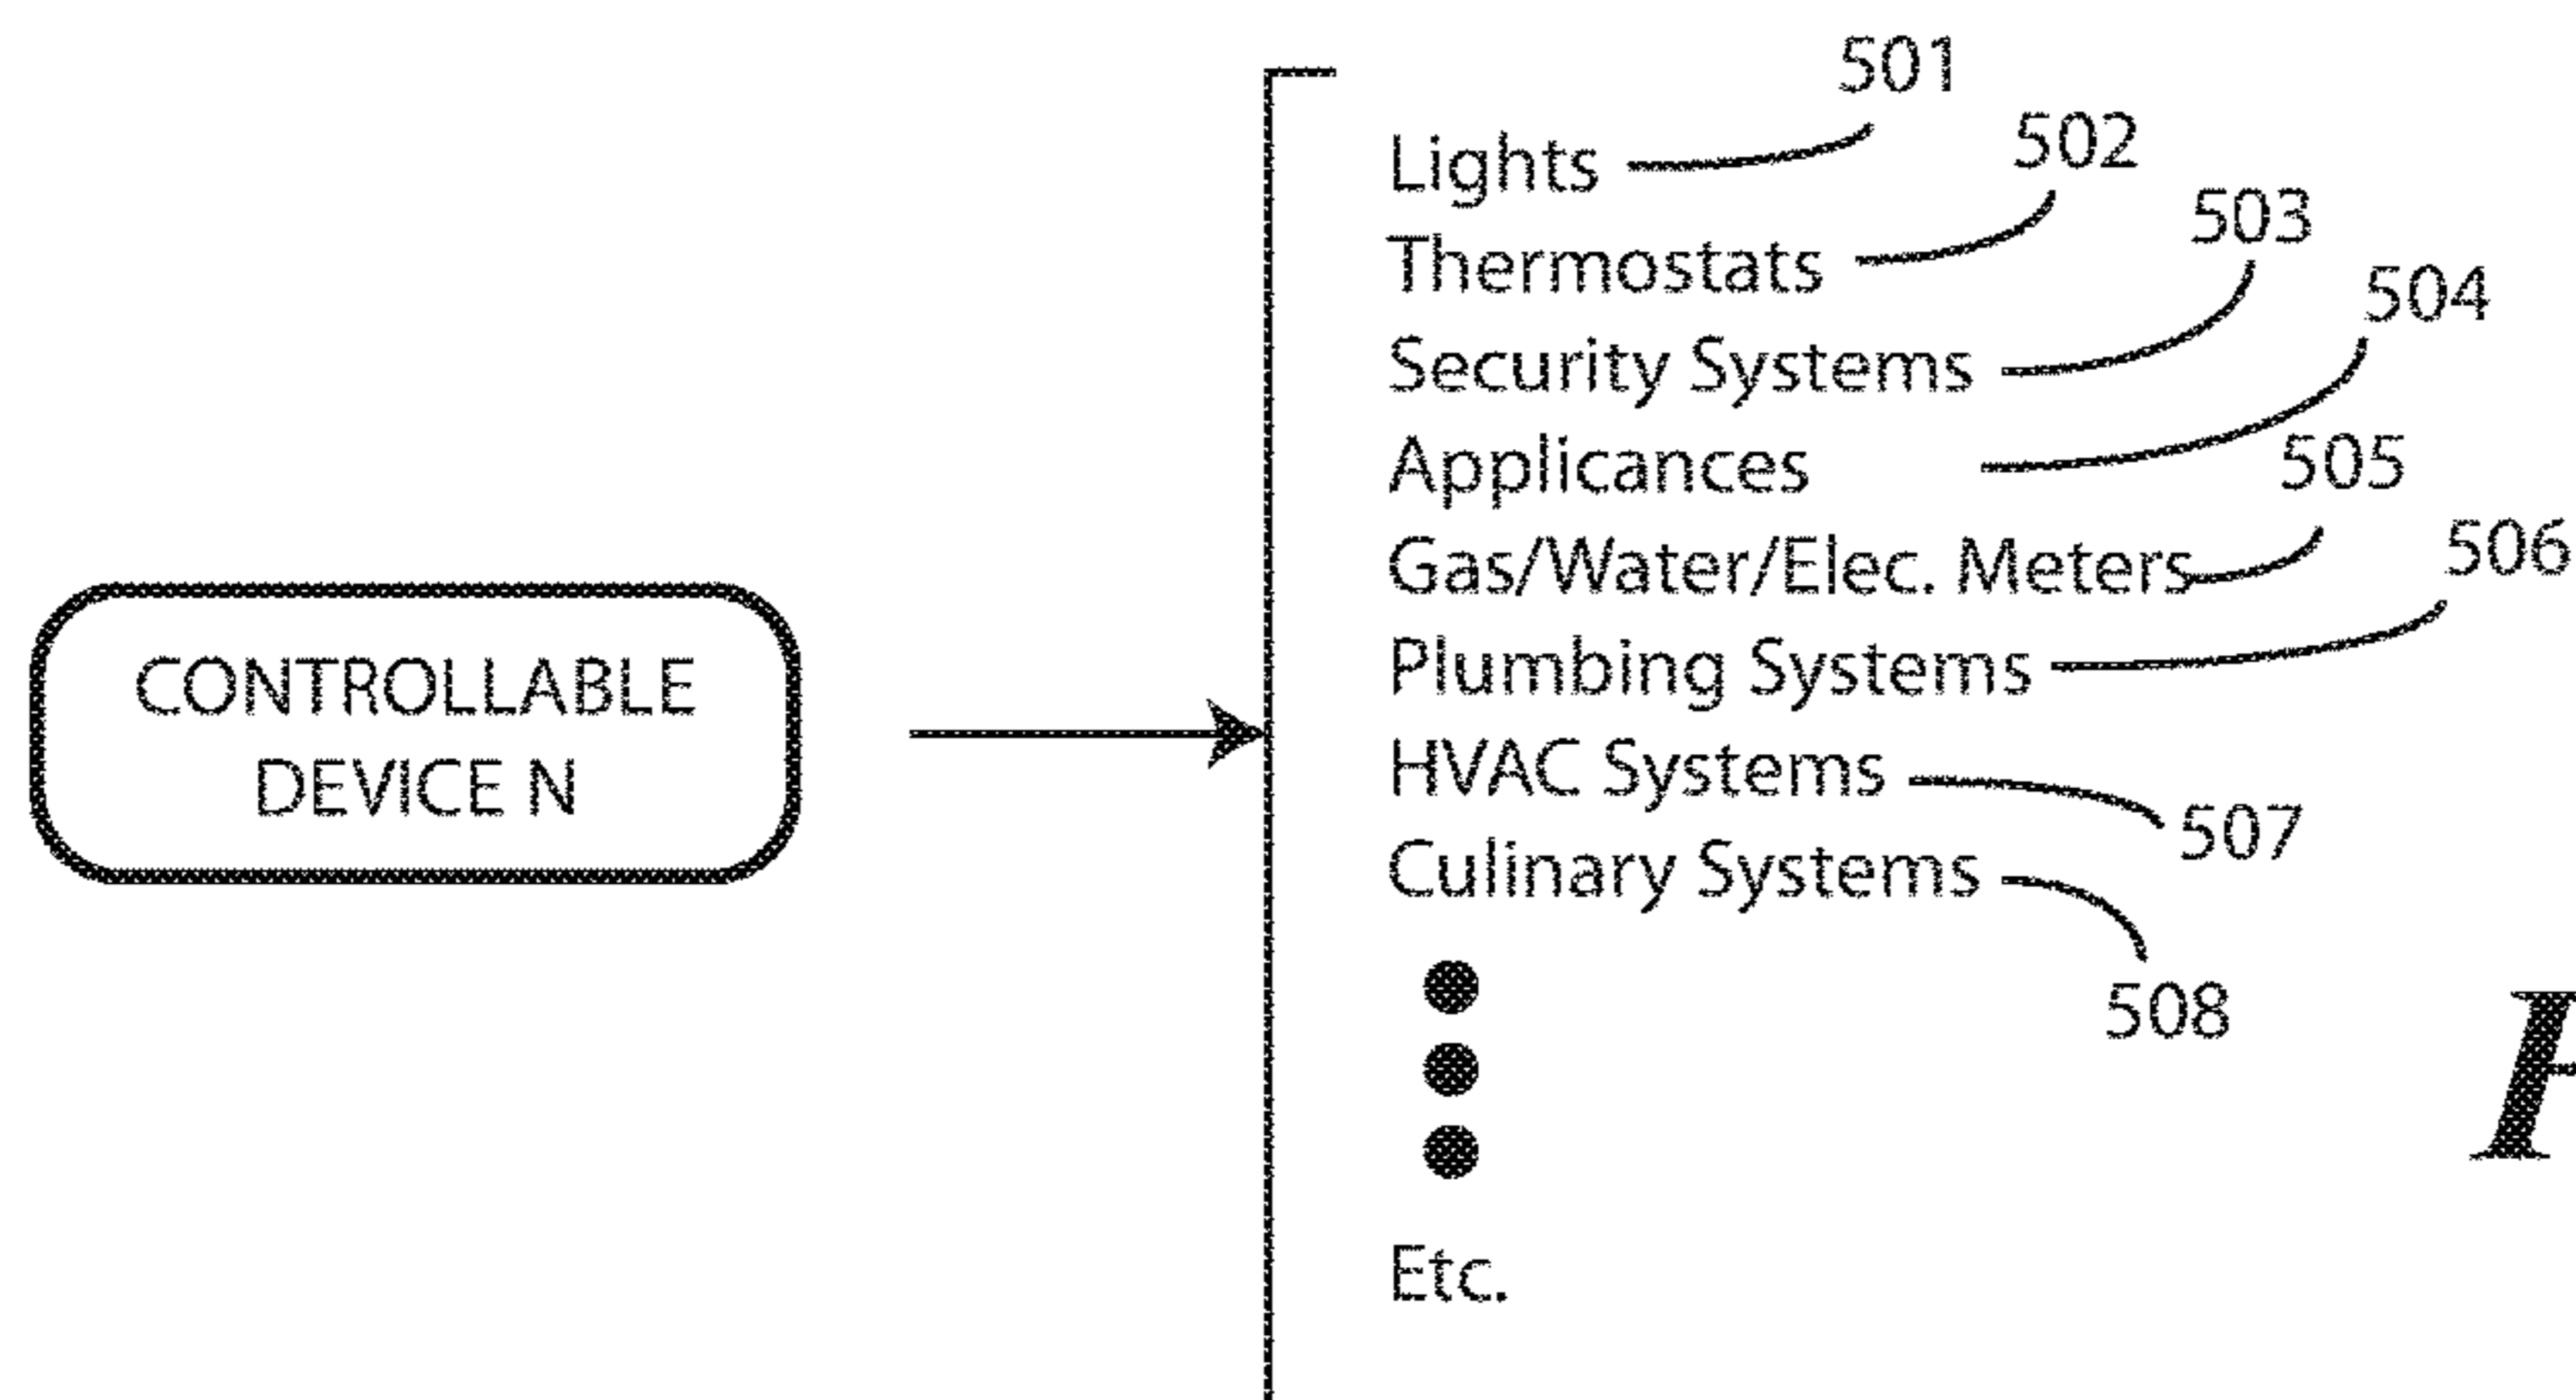 501
Lights
502
Thermostats
503
Security Systems
504
Applicances
505
Gas/Water/Elec. Meters
506
Plumbing Systems
CONTROLLABLE
DEVICE N
HVAC Systems
507
Culinary Systems
508
Etc.